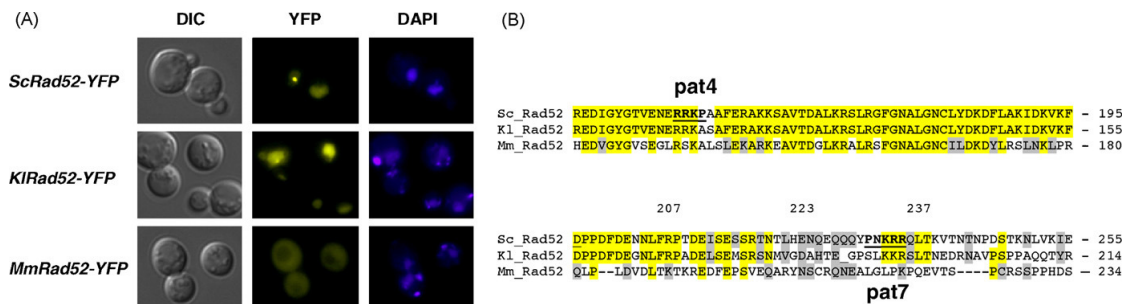 (A)
DIC YFP DAPI
ScRad52-YFP
KlRad52-YFP
MmRad52-YFP
(B)
pat4
Sc_Rad52 REDIGYGTVENERRKPAAFERAKKSAVTDALKRSLRGFGNALGNCLYDKDFLAKIDKVKF - 195
Kl_Rad52 REDIGYGTVENERRKASAFERAKKSAVTDALKRSLRGFGNALGNCLYDKDFLAKIDKVKF - 155
Mm_Rad52 HEDVGYGVSEGLRSKALSLEKARKEAVTDGLKRALRSFGNALGNCILDKDYLRSLNKLPR - 180
207 223 237
Sc_Rad52 DPPDFDENNLFRPTDEISESSRTNTLHENQEQQQYPNKRRQLTKVTNTNPDSTKNLVKIE - 255
Kl_Rad52 DPPDFDEGNLFRPADELSEMSRSNMVGDAHTE_GPSLKKRSLTNEDRNAVPSPPAQQTYR - 214
Mm_Rad52 QLP--LDVDLTKTKREDFEPSVEQARYNSCRQNEALGLPKPQEVTS----PCRSSPPHDS - 234
pat7